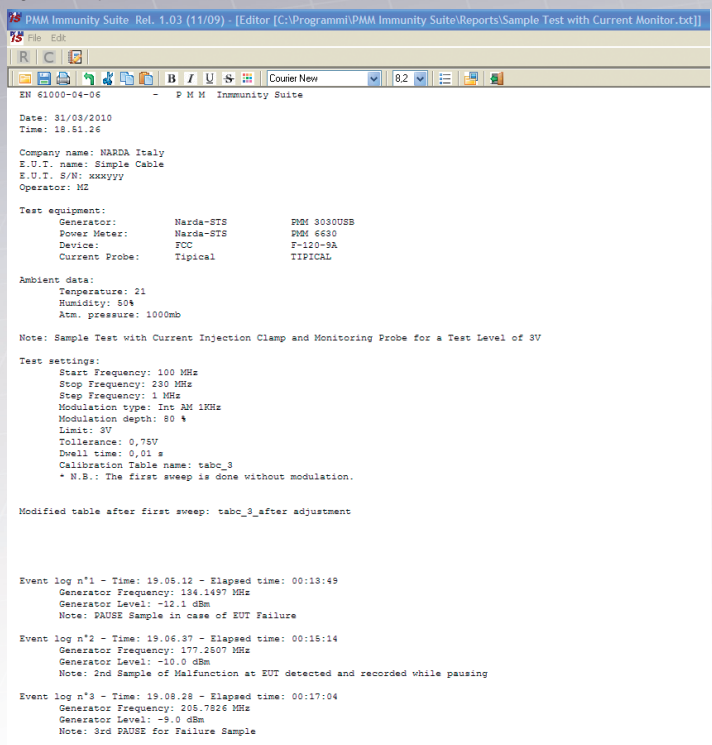 PMM Immunity Suite Rel. 1.03 (11/09) - [Editor [C:\Programmi\PMM Immunity Suite\Reports\Sample Test with Current Monitor.txt]]
File Edit
R C
B I U S Courier New 8,2
EN 61000-04-06 - P M M Inmmunity Suite
Date: 31/03/2010
Time: 18.51.26
Company name: NARDA Italy
E.U.T. name: Simple Cable
E.U.T. S/N: xxxyyy
Operator: MZ
Test equipment:
Generator: Narda-STS PMM 3030USB
Power Meter: Narda-STS PMM 6630
Device: FCC F-120-9A
Current Probe: Tipical TIPICAL
Ambient data:
Temperature: 21
Humidity: 50%
Atm. pressure: 1000mb
Note: Sample Test with Current Injection Clamp and Monitoring Probe for a Test Level of 3V
Test settings:
Start Frequency: 100 MHz
Stop Frequency: 230 MHz
Step Frequency: 1 MHz
Modulation type: Int AM 1KHz
Modulation depth: 80 %
Limit: 3V
Tollerance: 0,75V
Dwell time: 0,01 s
Calibration Table name: tabc_3
* N.B.: The first sweep is done without modulation.
Modified table after first sweep: tabc_3_after adjustment
Event log n°1 - Time: 19.05.12 - Elapsed time: 00:13:49
Generator Frequency: 134.1497 MHz
Generator Level: -12.1 dBm
Note: PAUSE Sample in case of EUT Failure
Event log n°2 - Time: 19.06.37 - Elapsed time: 00:15:14
Generator Frequency: 177.2507 MHz
Generator Level: -10.0 dBm
Note: 2nd Sample of Malfunction at EUT detected and recorded while pausing
Event log n°3 - Time: 19.08.28 - Elapsed time: 00:17:04
Generator Frequency: 205.7826 MHz
Generator Level: -9.0 dBm
Note: 3rd PAUSE for Failure Sample